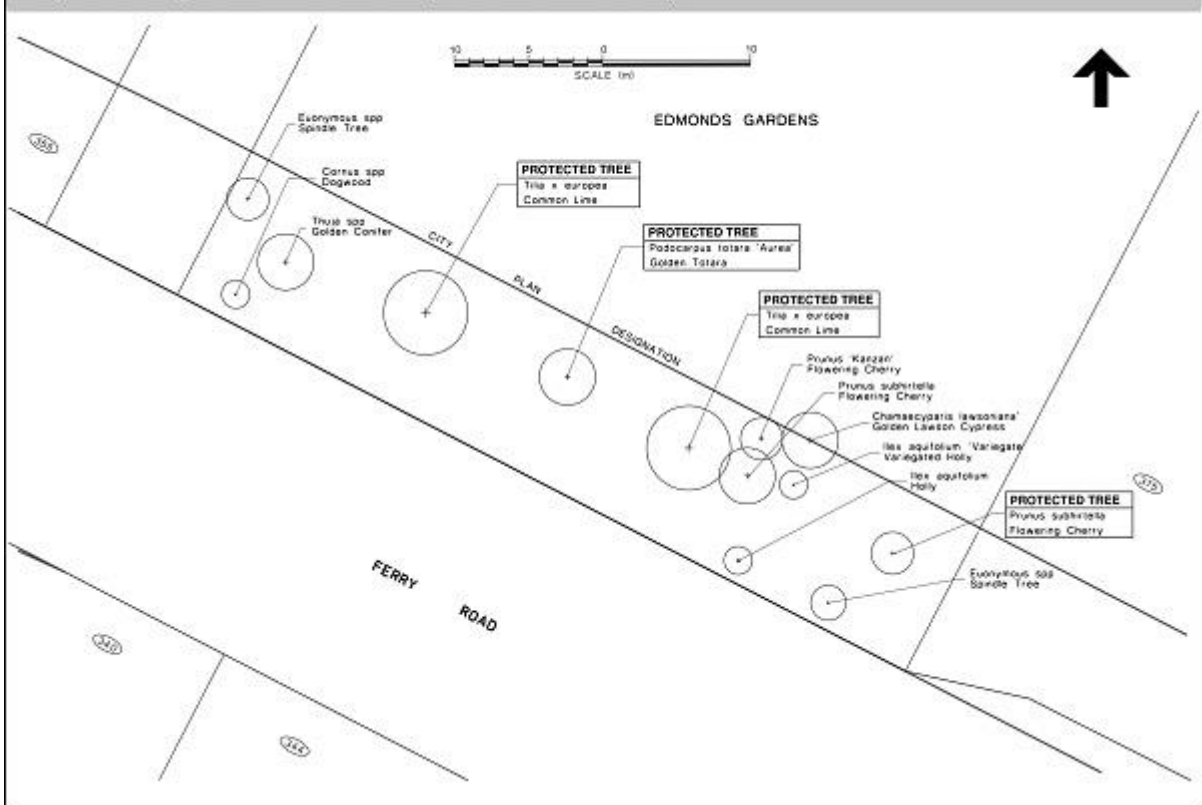 10 5 0 10
SCALE (m)
EDMONDS GARDENS
355
Euonymous spp
Spindle Tree
Cornus spp
Dogwood
Thuja spp
Golden Conifer
PROTECTED TREE
Tilia x europea
Common Lime
CITY PLAN DESIGNATION
PROTECTED TREE
Podocarpus totara 'Aurea'
Golden Totara
PROTECTED TREE
Tilia x europea
Common Lime
Prunus 'Kanzan'
Flowering Cherry
Prunus subhirtella
Flowering Cherry
Chamaecyparis lawsoniana'
Golden Lawson Cypress
Ilex aquifolium 'Variegate
Variegated Holly
Ilex aquifolium
Holly
315
PROTECTED TREE
Prunus subhirtella
Flowering Cherry
Euonymous spp
Spindle Tree
FERRY ROAD
340
344